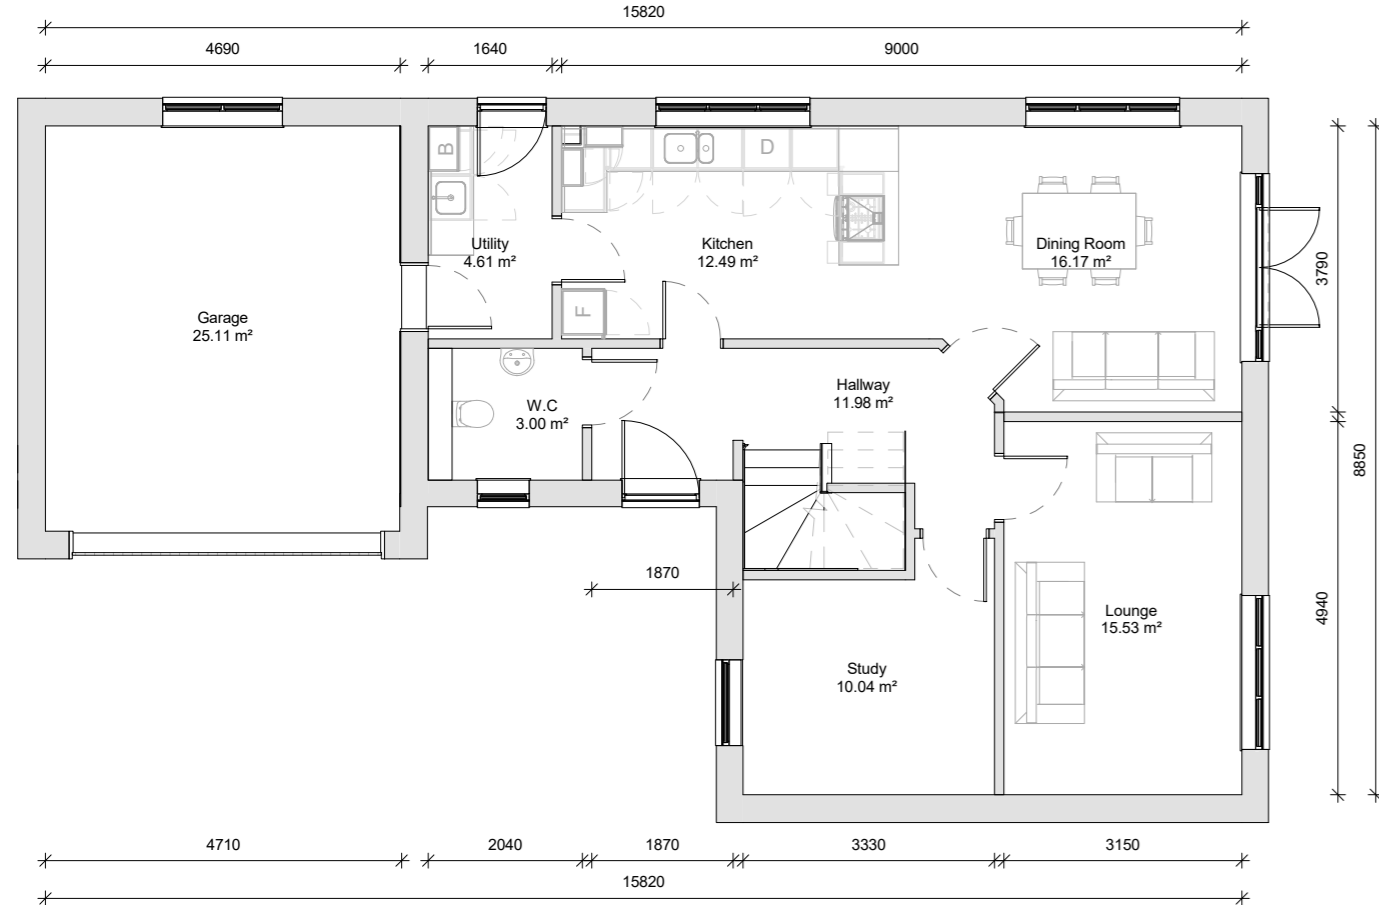 15820
4690
1640
9000
B
D
Utility
4.61 m²
Kitchen
12.49 m²
Dining Room
16.17 m²
3790
Garage
25.11 m²
F
Hallway
11.98 m²
W.C
3.00 m²
8850
1870
4940
Lounge
15.53 m²
Study
10.04 m²
4710
2040
1870
3330
3150
15820